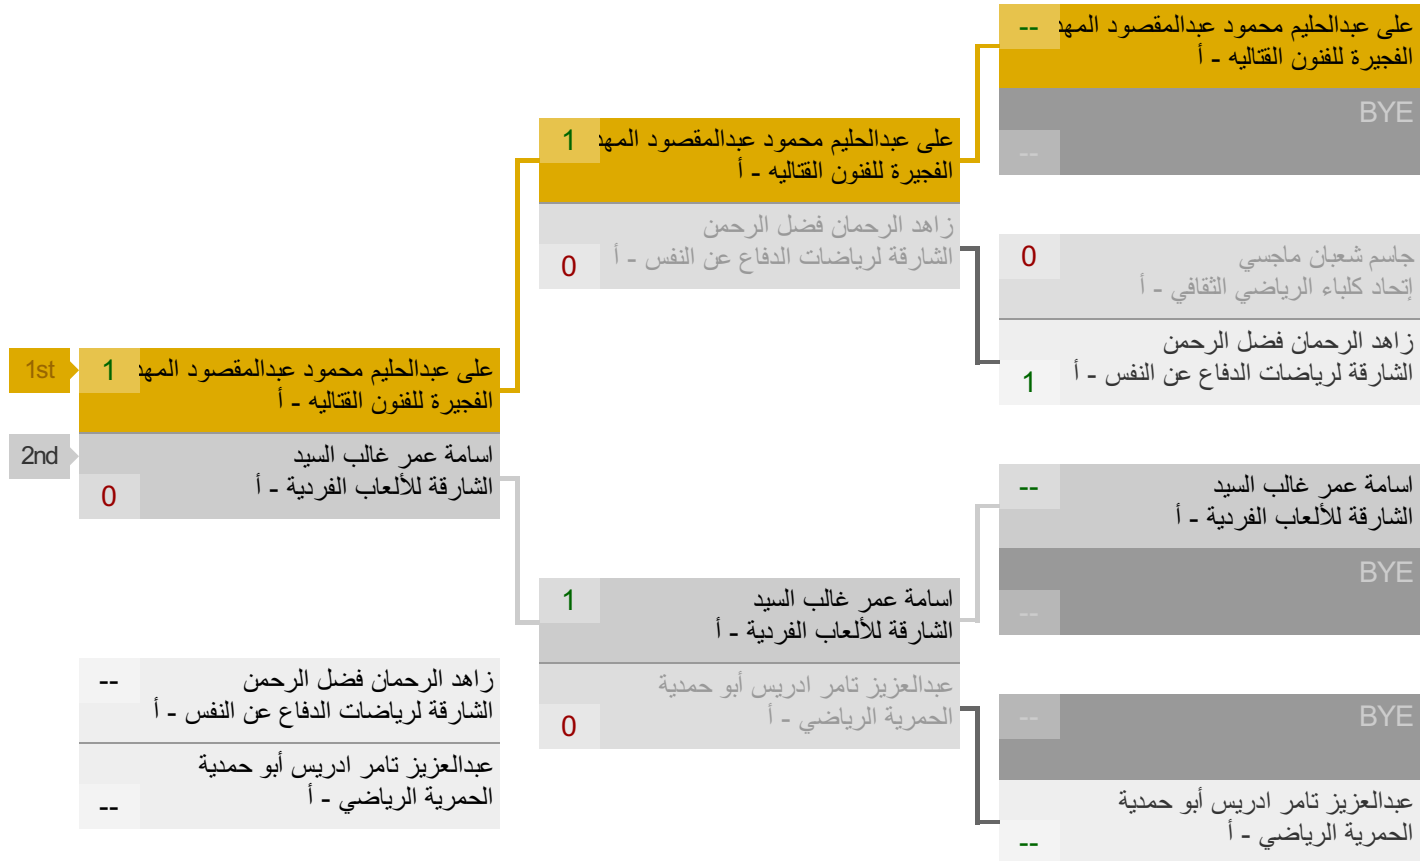 على عبدالحليم محمود عبدالمقصود المهد
--
الفجيرة للفنون القتاليه - أ
BYE
--
جاسم شعبان ماجسي
0
إتحاد كلباء الرياضي الثقافي - أ
زاهد الرحمان فضل الرحمن
الشارقة لرياضات الدفاع عن النفس - أ
1
اسامة عمر غالب السيد
--
الشارقة للألعاب الفردية - أ
BYE
--
BYE
--
عبدالعزيز تامر ادريس أبو حمدية
الحمرية الرياضي - أ
--
على عبدالحليم محمود عبدالمقصود المهد
1
الفجيرة للفنون القتاليه - أ
زاهد الرحمان فضل الرحمن
الشارقة لرياضات الدفاع عن النفس - أ
0
اسامة عمر غالب السيد
1
الشارقة للألعاب الفردية - أ
عبدالعزيز تامر ادريس أبو حمدية
الحمرية الرياضي - أ
0
على عبدالحليم محمود عبدالمقصود المهد
1
1st
الفجيرة للفنون القتاليه - أ
اسامة عمر غالب السيد
2nd
الشارقة للألعاب الفردية - أ
0
زاهد الرحمان فضل الرحمن
--
الشارقة لرياضات الدفاع عن النفس - أ
عبدالعزيز تامر ادريس أبو حمدية
الحمرية الرياضي - أ
--